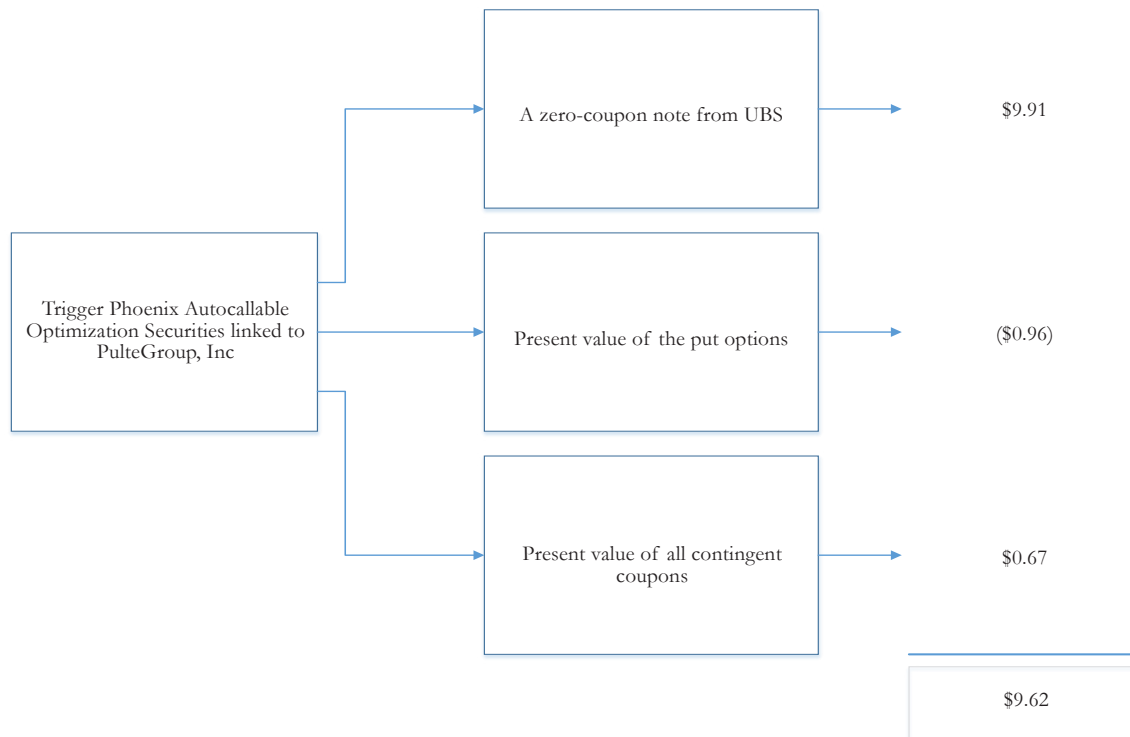 A zero-coupon note from UBS
$9.91
Trigger Phoenix Autocallable
Optimization Securities linked to
PulteGroup, Inc
Present value of the put options
($0.96)
Present value of all contingent
coupons
$0.67
$9.62